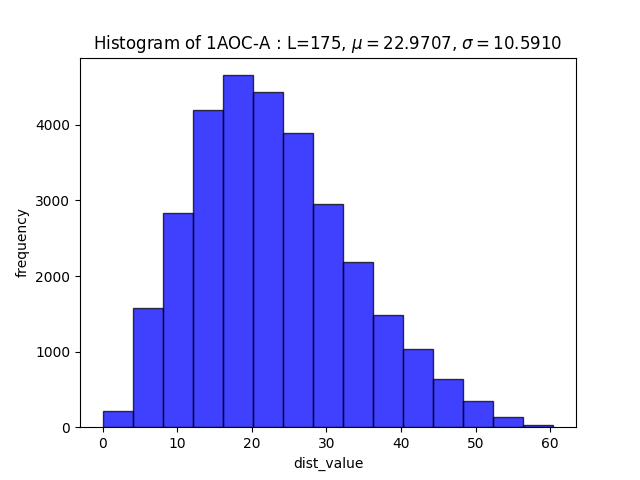 Histogram of 1AOC-A : L=175, μ = 22.9707, σ = 10.5910
4000
3000
2000
1000
0
frequency
0 10 20 30 40 50 60
dist_value